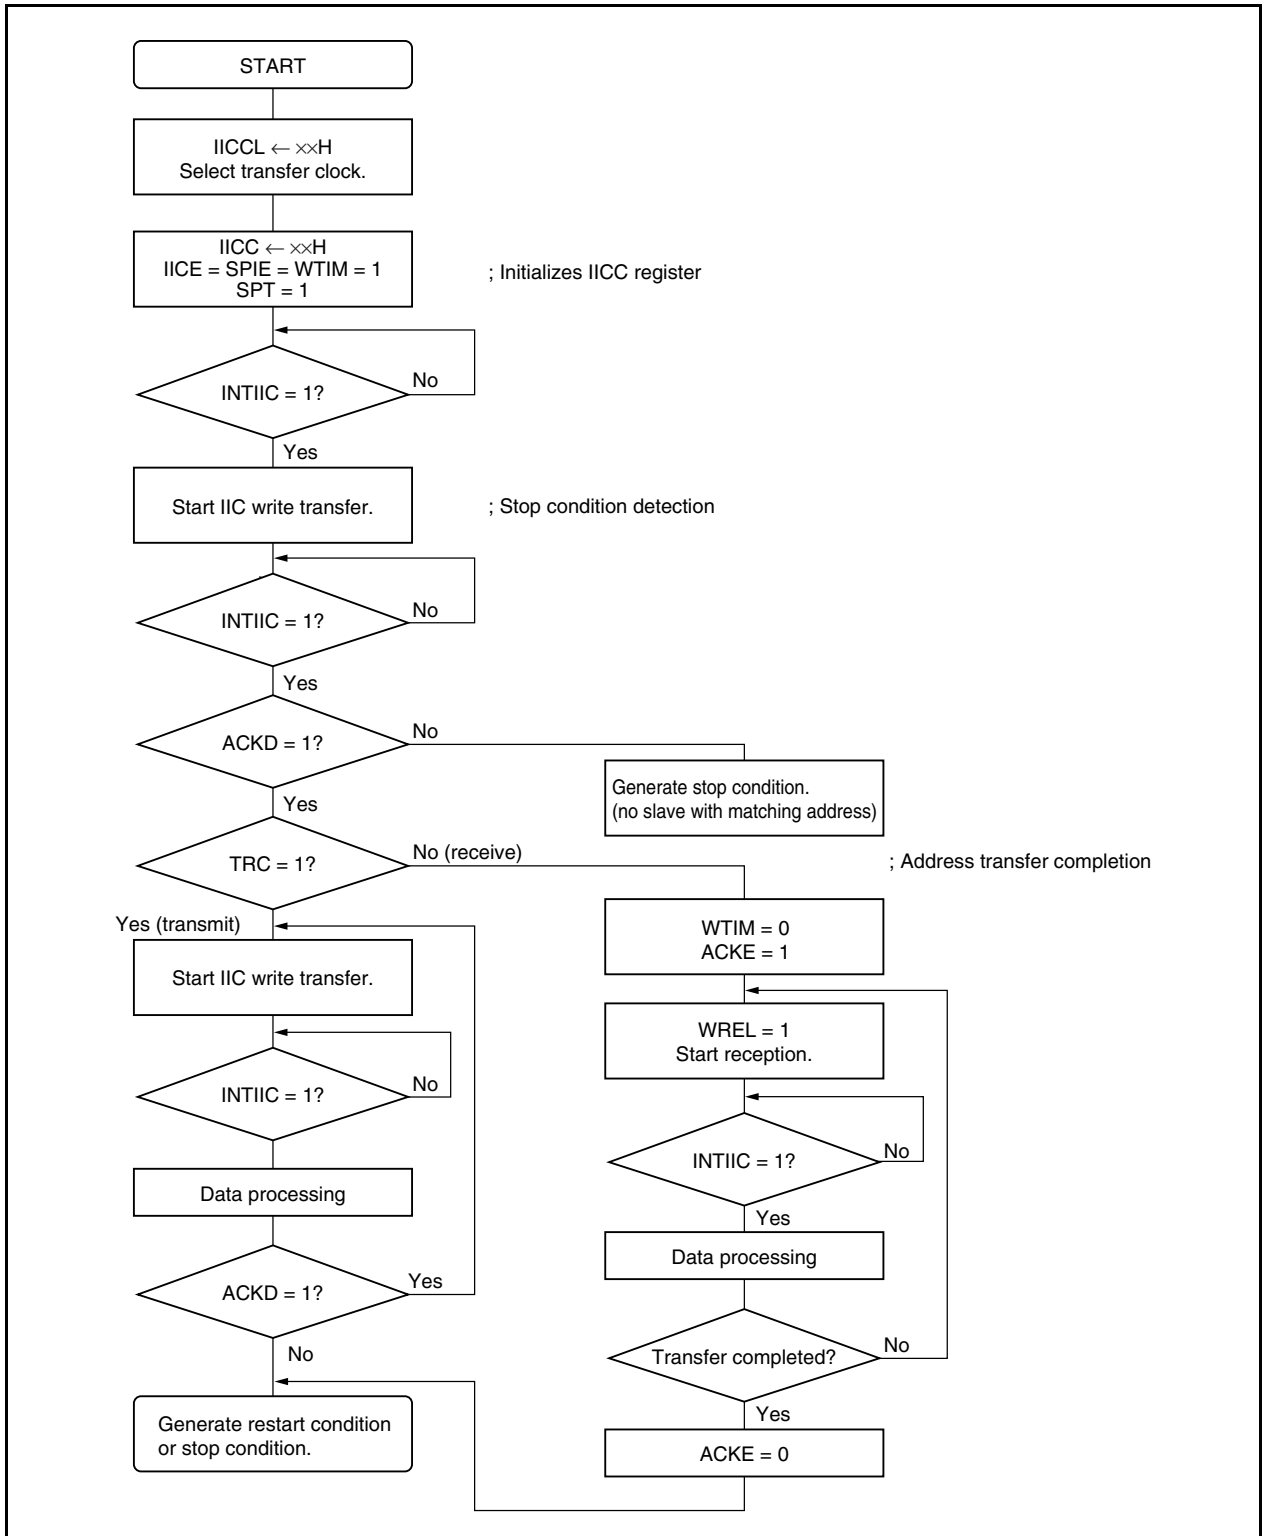 START
IICCL ← ××H
Select transfer clock.
IICC ← ××H
IICE = SPIE = WTIM = 1
SPT = 1
; Initializes IICC register
INTIIC = 1?
No
Yes
Start IIC write transfer.
; Stop condition detection
INTIIC = 1?
No
Yes
ACKD = 1?
No
Generate stop condition.
(no slave with matching address)
Yes
TRC = 1?
No (receive)
; Address transfer completion
Yes (transmit)
Start IIC write transfer.
INTIIC = 1?
No
Data processing
ACKD = 1?
Yes
No
Generate restart condition
or stop condition.
WTIM = 0
ACKE = 1
WREL = 1
Start reception.
INTIIC = 1?
No
Yes
Data processing
Transfer completed?
No
Yes
ACKE = 0